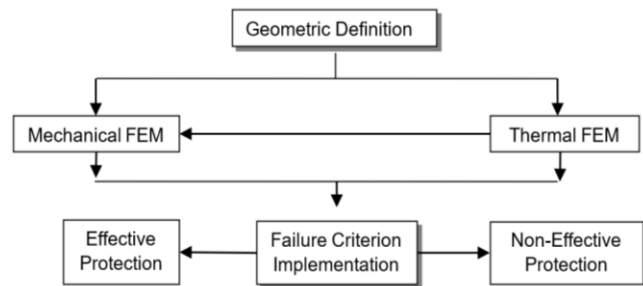 Geometric Definition
Mechanical FEM
Thermal FEM
Effective
Protection
Failure Criterion
Implementation
Non-Effective
Protection